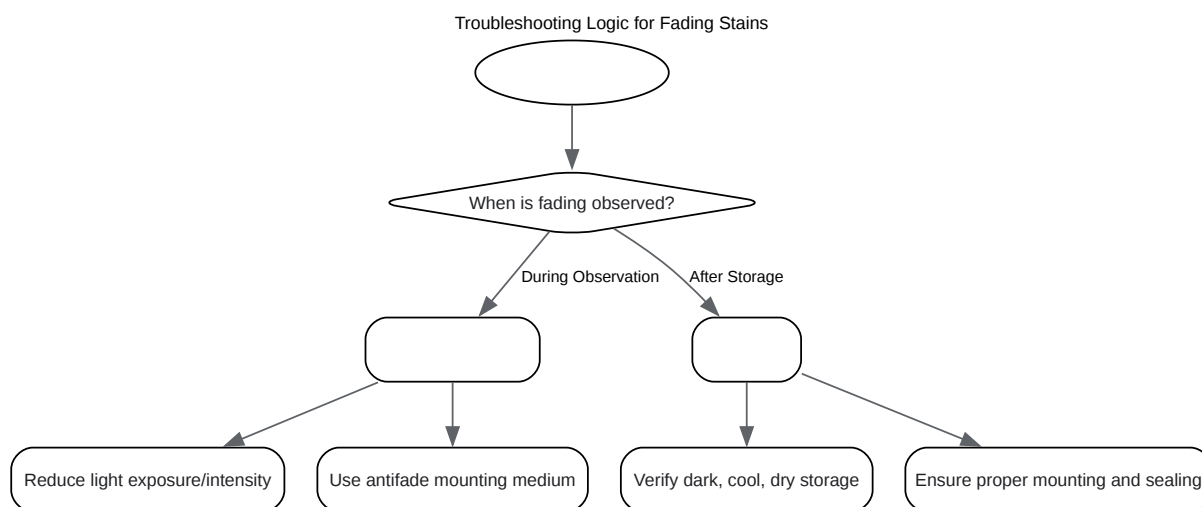 Troubleshooting Logic for Fading Stains
When is fading observed?
During Observation
After Storage
Reduce light exposure/intensity
Use antifade mounting medium
Verify dark, cool, dry storage
Ensure proper mounting and sealing